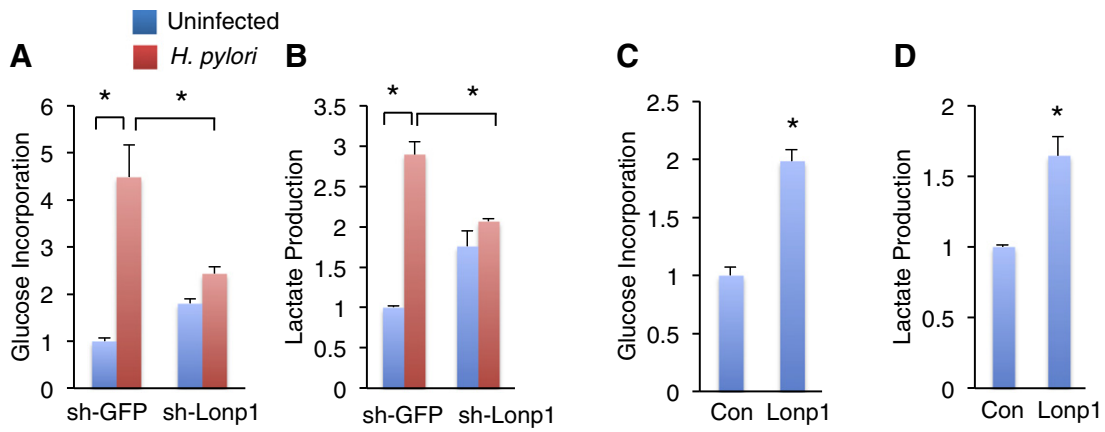 Uninfected
H. pylori
A
B
C
D
*
*
*
*
*
*
Glucose Incorporation
6
5
4
3
2
1
0
sh-GFP sh-Lonp1
Lactate Production
3.5
3
2.5
2
1.5
1
0.5
0
sh-GFP sh-Lonp1
Glucose Incorporation
2.5
2
1.5
1
0.5
0
Con Lonp1
Lactate Production
2
1.5
1
0.5
0
Con Lonp1